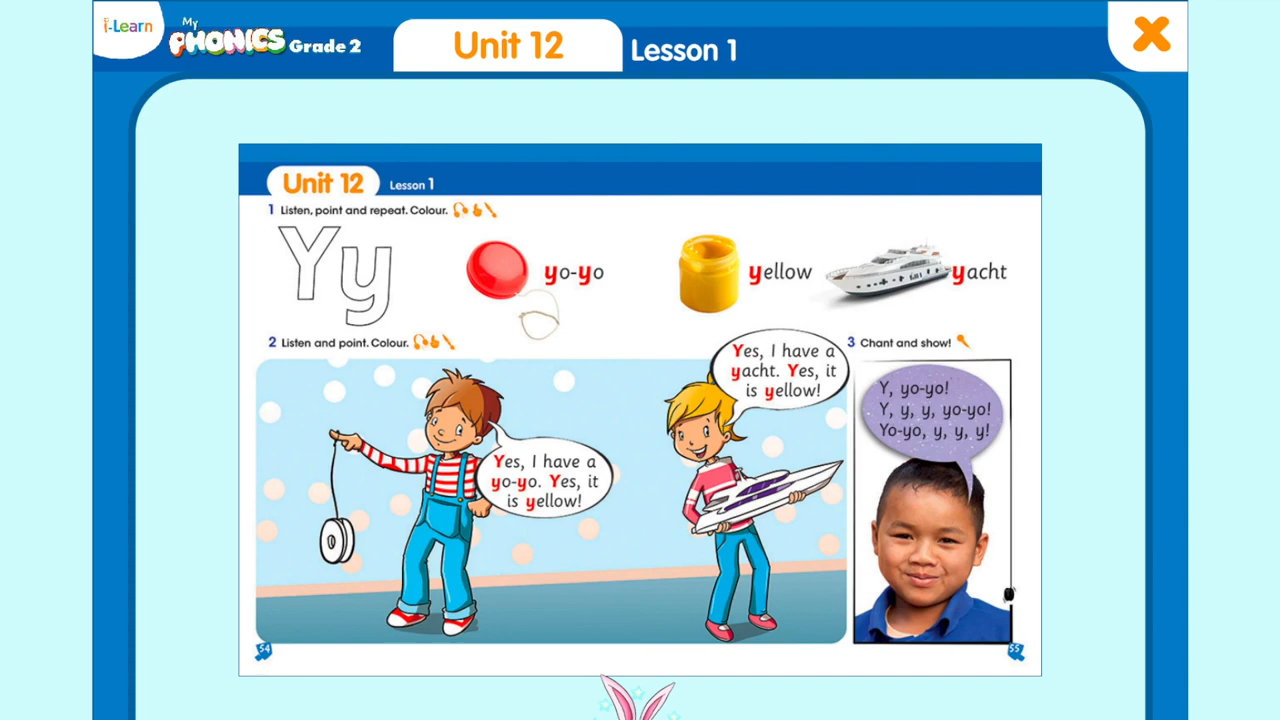 i-Learn
My
PHONICS Grade 2
Unit 12
Lesson 1
Unit 12
Lesson 1
1 Listen, point and repeat. Colour.
Yy
yo-yo
yellow
yacht
2 Listen and point. Colour.
Yes, I have a
yo-yo. Yes, it
is yellow!
Yes, I have a
yacht. Yes, it
is yellow!
3 Chant and show!
Y, yo-yo!
Y, y, y, yo-yo!
Yo-yo, y, y, y!
54
55